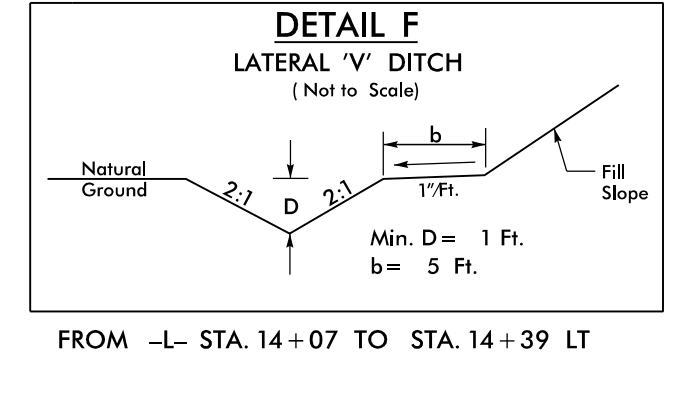 DETAIL F
LATERAL 'V' DITCH
( Not to Scale)
b
Natural
Ground
2:1
D
2:1
1"/Ft.
Fill
Slope
Min. D = 1 Ft.
b = 5 Ft.
FROM -L- STA. 14+07 TO STA. 14+39 LT